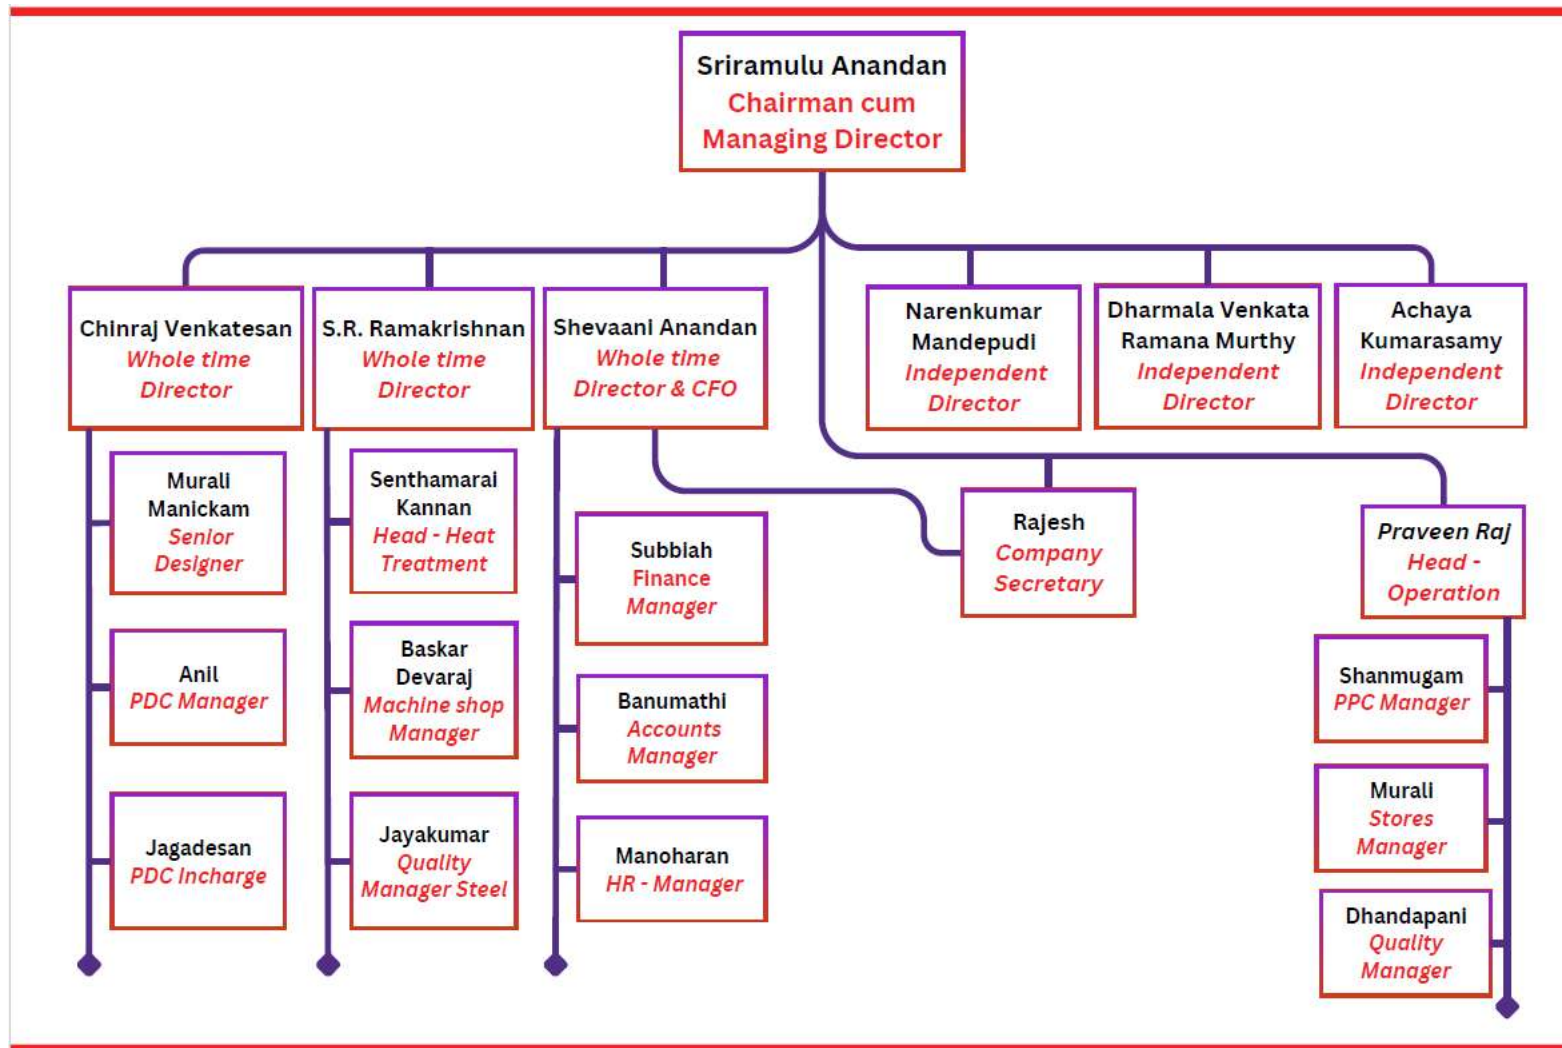 Sriramulu Anandan
Chairman cum
Managing Director
Chinraj Venkatesan
Whole time
Director
S.R. Ramakrishnan
Whole time
Director
Shevaani Anandan
Whole time
Director & CFO
Narenkumar
Mandepudi
Independent
Director
Dharmala Venkata
Ramana Murthy
Independent
Director
Achaya
Kumarasamy
Independent
Director
Murali
Manickam
Senior
Designer
Anil
PDC Manager
Jagadesan
PDC Incharge
Senthamarai
Kannan
Head - Heat
Treatment
Baskar
Devaraj
Machine shop
Manager
Jayakumar
Quality
Manager Steel
Subbiah
Finance
Manager
Banumathi
Accounts
Manager
Manoharan
HR - Manager
Rajesh
Company
Secretary
Praveen Raj
Head -
Operation
Shanmugam
PPC Manager
Murali
Stores
Manager
Dhandapani
Quality
Manager